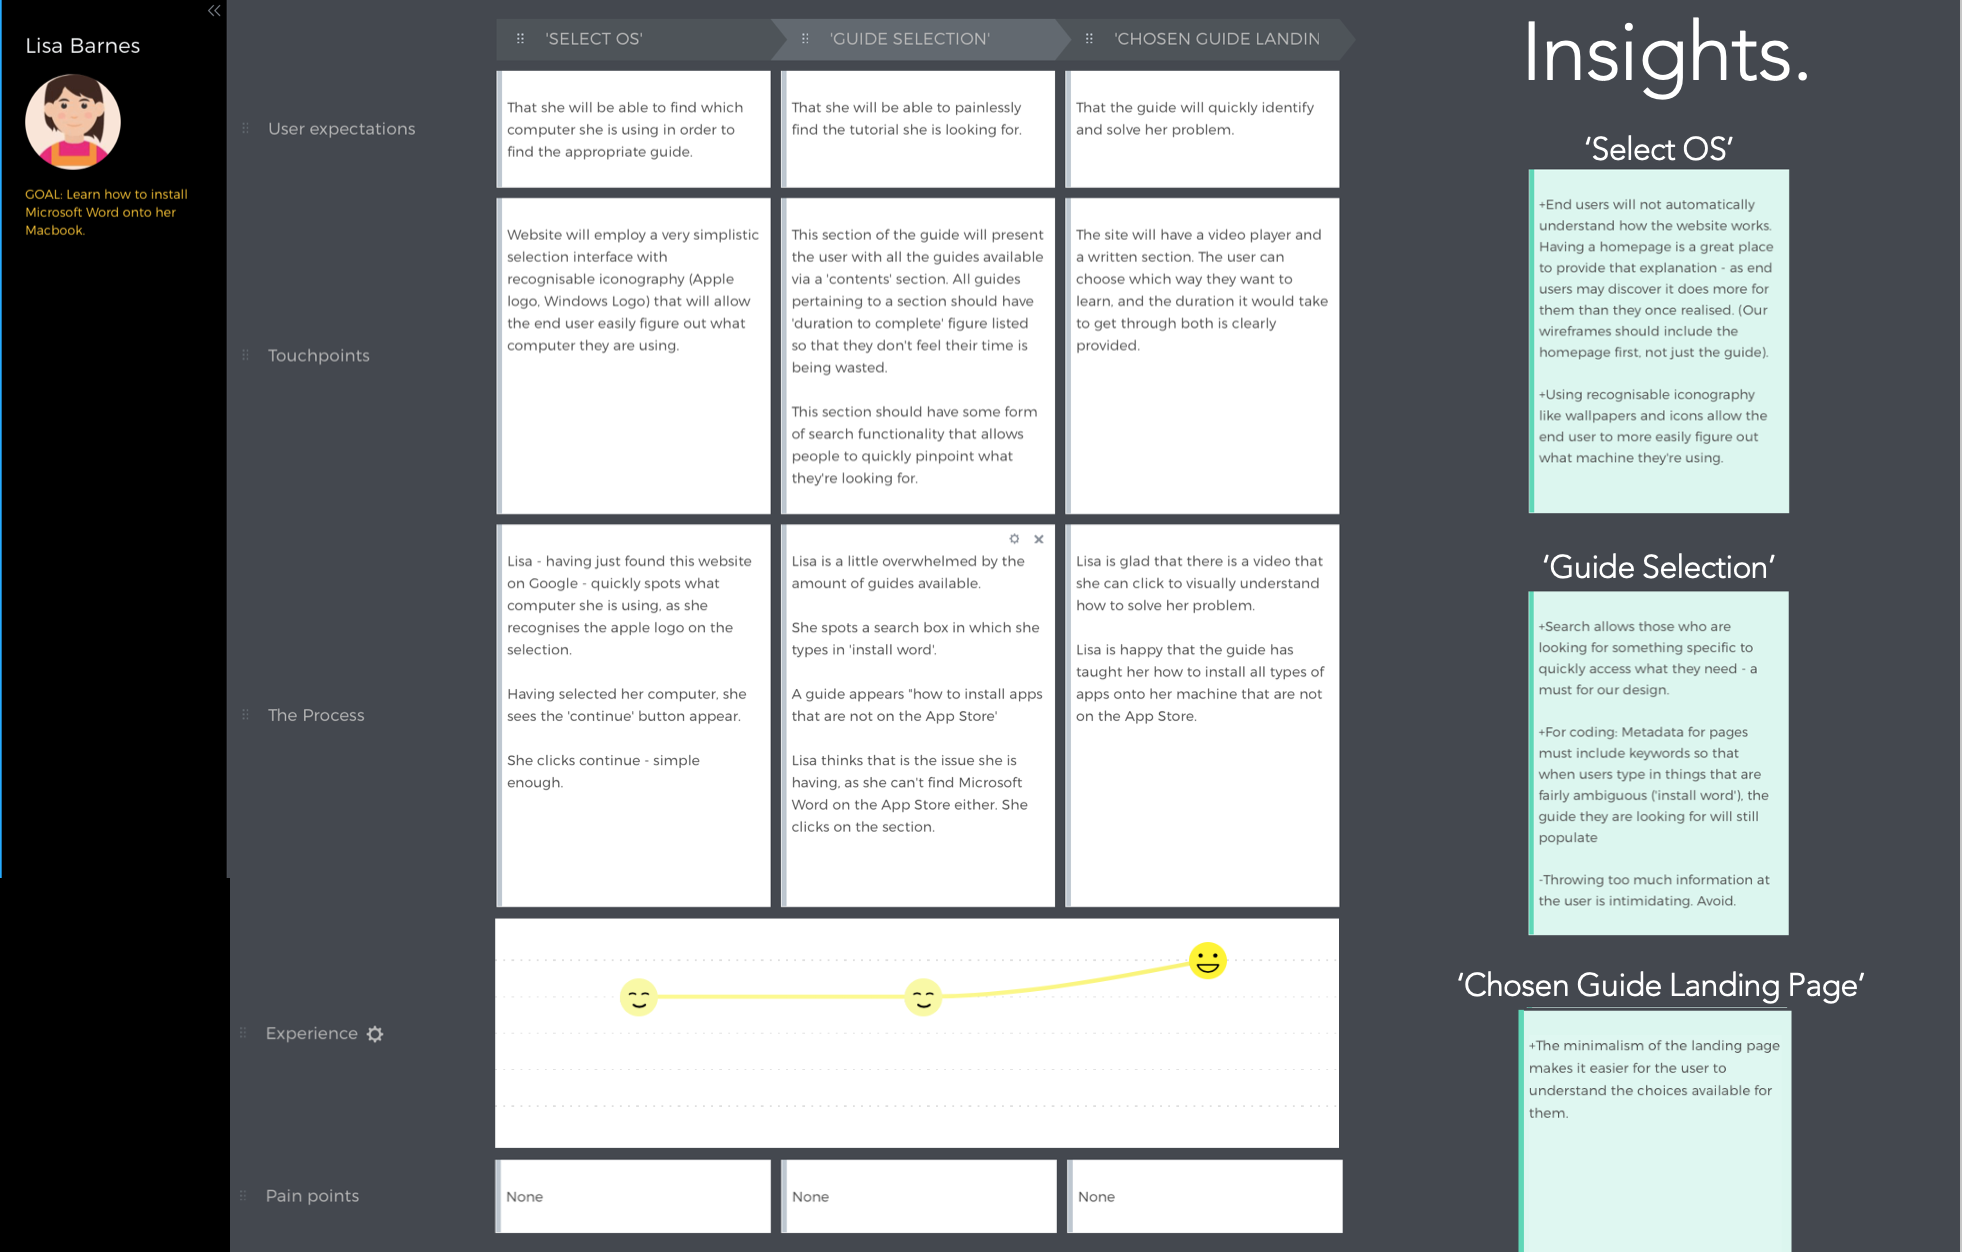 Lisa Barnes
GOAL: Learn how to install
Microsoft Word onto her
Macbook.
'SELECT OS'
'GUIDE SELECTION'
'CHOSEN GUIDE LANDIN
User expectations
That she will be able to find which
computer she is using in order to
find the appropriate guide.
That she will be able to painlessly
find the tutorial she is looking for.
That the guide will quickly identify
and solve her problem.
Touchpoints
Website will employ a very simplistic
selection interface with
recognisable iconography (Apple
logo, Windows Logo) that will allow
the end user easily figure out what
computer they are using.
This section of the guide will present
the user with all the guides available
via a 'contents' section. All guides
pertaining to a section should have
'duration to complete' figure listed
so that they don't feel their time is
being wasted.
This section should have some form
of search functionality that allows
people to quickly pinpoint what
they're looking for.
The site will have a video player and
a written section. The user can
choose which way they want to
learn, and the duration it would take
to get through both is clearly
provided.
The Process
Lisa - having just found this website
on Google - quickly spots what
computer she is using, as she
recognises the apple logo on the
selection.
Having selected her computer, she
sees the 'continue' button appear.
She clicks continue - simple
enough.
Lisa is a little overwhelmed by the
amount of guides available.
She spots a search box in which she
types in 'install word'.
A guide appears "how to install apps
that are not on the App Store'
Lisa thinks that is the issue she is
having, as she can't find Microsoft
Word on the App Store either. She
clicks on the section.
Lisa is glad that there is a video that
she can click to visually understand
how to solve her problem.
Lisa is happy that the guide has
taught her how to install all types of
apps onto her machine that are not
on the App Store.
Experience
Pain points
None
None
None
Insights.
'Select OS'
+End users will not automatically
understand how the website works.
Having a homepage is a great place
to provide that explanation - as end
users may discover it does more for
them than they once realised. (Our
wireframes should include the
homepage first, not just the guide).
+Using recognisable iconography
like wallpapers and icons allow the
end user to more easily figure out
what machine they're using.
'Guide Selection'
+Search allows those who are
looking for something specific to
quickly access what they need - a
must for our design.
+For coding: Metadata for pages
must include keywords so that
when users type in things that are
fairly ambiguous ('install word'), the
guide they are looking for will still
populate
-Throwing too much information at
the user is intimidating. Avoid.
'Chosen Guide Landing Page'
+The minimalism of the landing page
makes it easier for the user to
understand the choices available for
them.